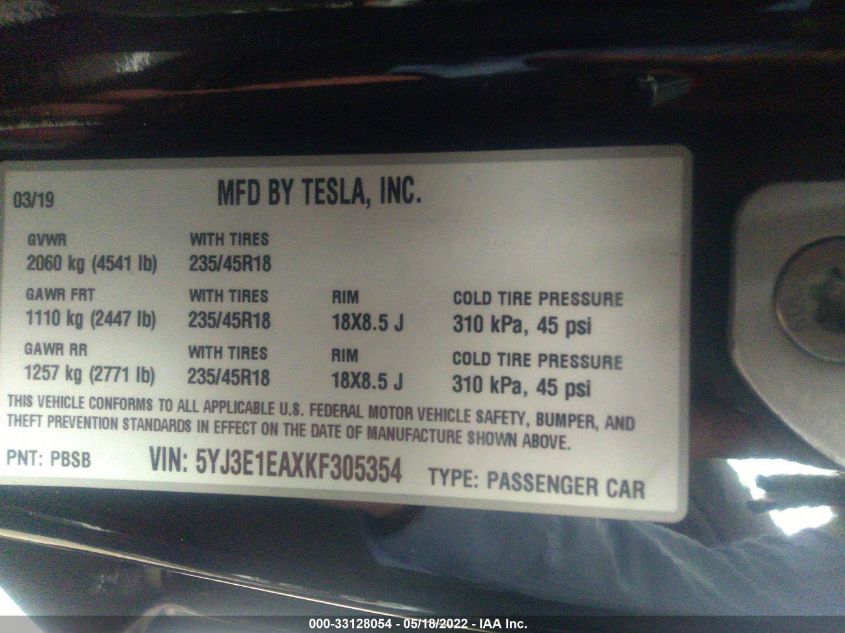 03/19 MFD BY TESLA, INC.
GVWR WITH TIRES
2060 kg (4541 lb) 235/45R18
GAWR FRT WITH TIRES RIM COLD TIRE PRESSURE
1110 kg (2447 lb) 235/45R18 18X8.5 J 310 kPa, 45 psi
GAWR RR WITH TIRES RIM COLD TIRE PRESSURE
1257 kg (2771 lb) 235/45R18 18X8.5 J 310 kPa, 45 psi
THIS VEHICLE CONFORMS TO ALL APPLICABLE U.S. FEDERAL MOTOR VEHICLE SAFETY, BUMPER, AND
THEFT PREVENTION STANDARDS IN EFFECT ON THE DATE OF MANUFACTURE SHOWN ABOVE.
PNT: PBSB VIN: 5YJ3E1EAXKF305354 TYPE: PASSENGER CAR
000-33128054 - 05/18/2022 - IAA Inc.